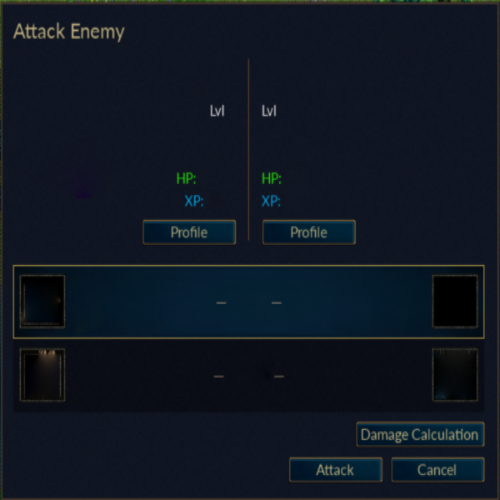 Attack Enemy
Lvl Lvl
HP: HP:
XP: XP:
Profile Profile
– –
– –
Damage Calculation
Attack Cancel